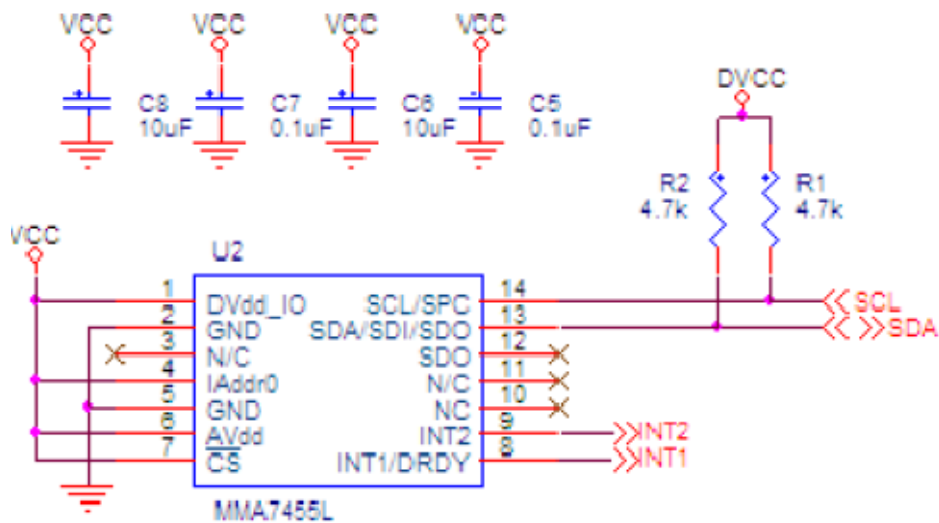 VCC VCC VCC VCC
C8 C7 C6 C5
10uF 0.1uF 10uF 0.1uF
DVCC
R2 R1
4.7k 4.7k
VCC
U2
1 DVdd_IO SCL/SPC 14 SCL
2 GND SDA/SDI/SDO 13 SDA
3 N/C SDO 12
4 IAddr0 N/C 11
5 GND NC 10
6 AVdd INT2 9 INT2
7 CS INT1/DRDY 8 INT1
MMA7455L